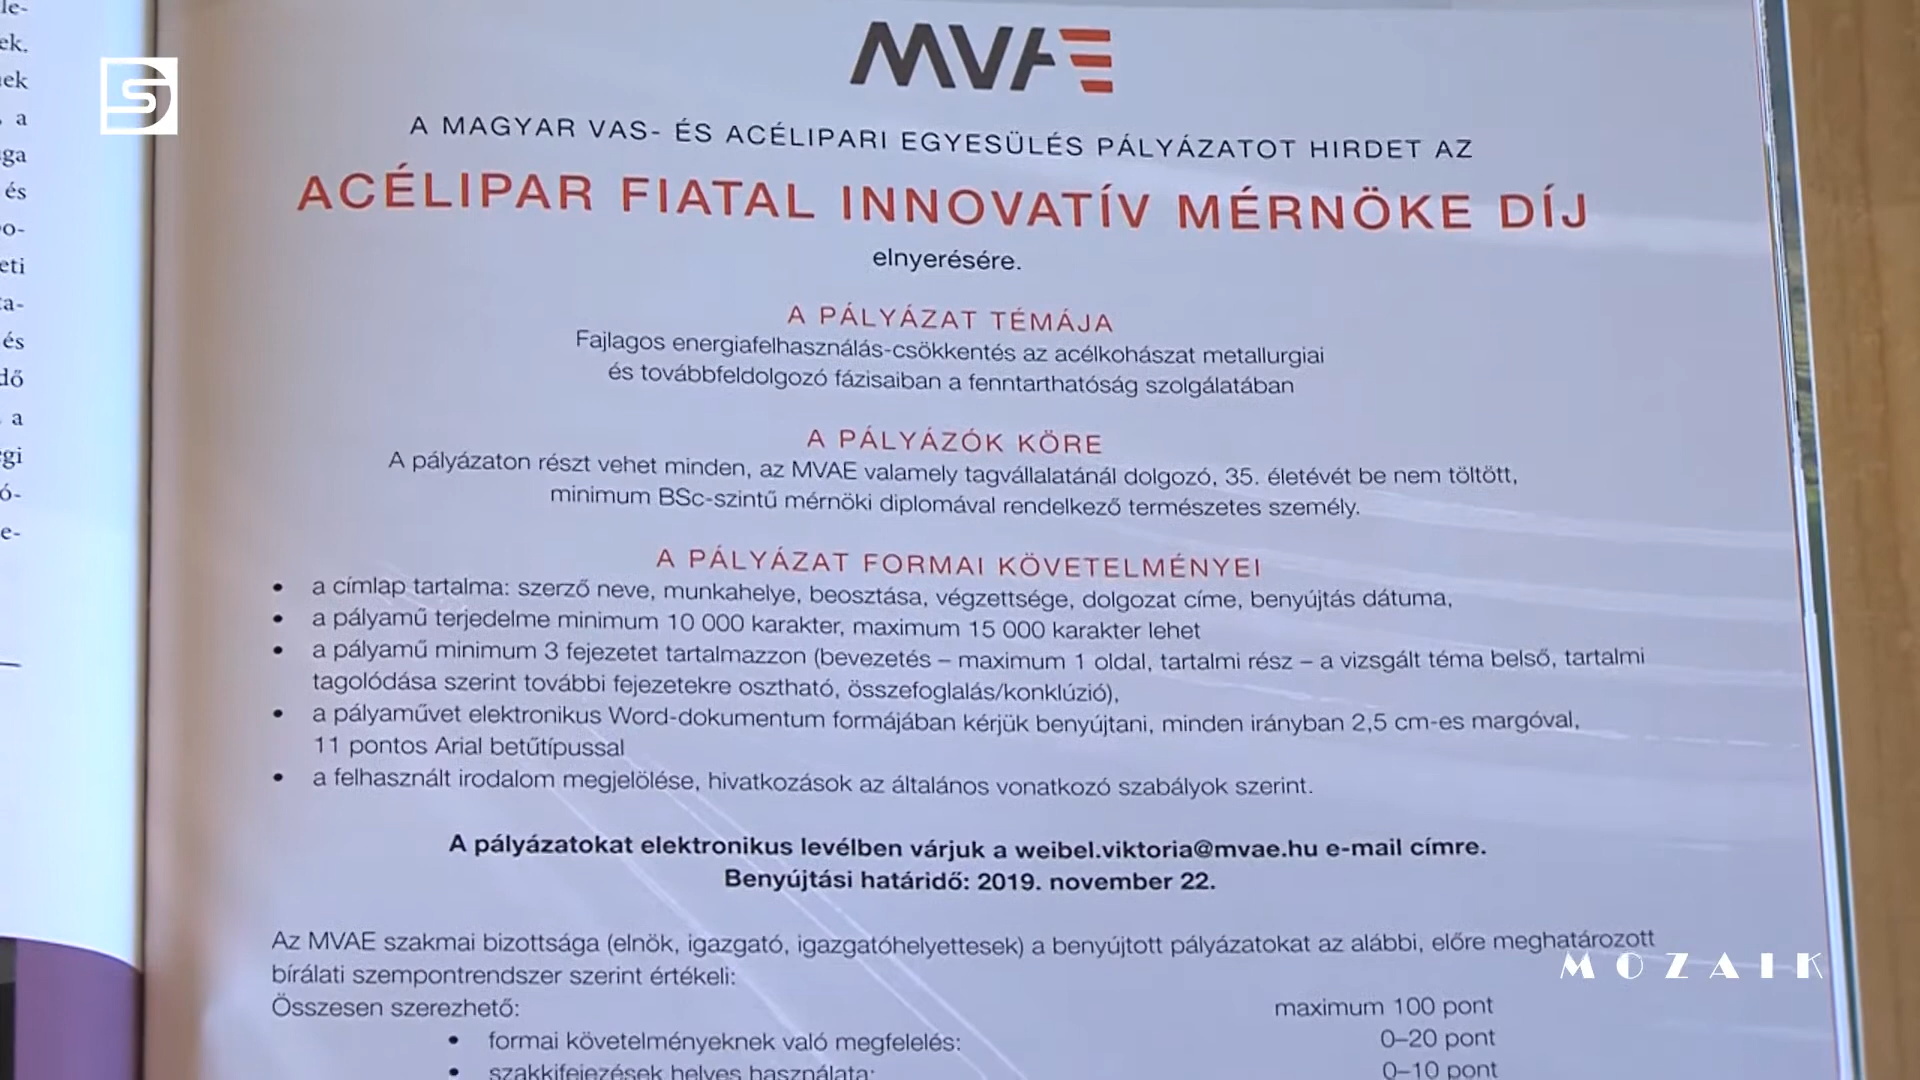 MVAE
A MAGYAR VAS- ÉS ACÉLIPARI EGYESÜLÉS PÁLYÁZATOT HIRDET AZ
ACÉLIPAR FIATAL INNOVATÍV MÉRNÖKE DÍJ
elnyerésére.
A PÁLYÁZAT TÉMÁJA
Fajlagos energiafelhasználás-csökkentés az acélkohászat metallurgiai
és továbbfeldolgozó fázisaiban a fenntarthatóság szolgálatában
A PÁLYÁZÓK KÖRE
A pályázaton részt vehet minden, az MVAE valamely tagvállalatánál dolgozó, 35. életévét be nem töltött,
minimum BSc-szintű mérnöki diplomával rendelkező természetes személy.
A PÁLYÁZAT FORMAI KÖVETELMÉNYEI
• a címlap tartalma: szerző neve, munkahelye, beosztása, végzettsége, dolgozat címe, benyújtás dátuma,
• a pályamű terjedelme minimum 10 000 karakter, maximum 15 000 karakter lehet
• a pályamű minimum 3 fejezetet tartalmazzon (bevezetés – maximum 1 oldal, tartalmi rész – a vizsgált téma belső, tartalmi
tagolódása szerint további fejezetekre osztható, összefoglalás/konklúzió),
• a pályaművet elektronikus Word-dokumentum formájában kérjük benyújtani, minden irányban 2,5 cm-es margóval,
11 pontos Arial betűtípussal
• a felhasznált irodalom megjelölése, hivatkozások az általános vonatkozó szabályok szerint.
A pályázatokat elektronikus levélben várjuk a weibel.viktoria@mvae.hu e-mail címre.
Benyújtási határidő: 2019. november 22.
Az MVAE szakmai bizottsága (elnök, igazgató, igazgatóhelyettesek) a benyújtott pályázatokat az alábbi, előre meghatározott
bírálati szempontrendszer szerint értékeli:
Összesen szerezhető: maximum 100 pont
• formai követelményeknek való megfelelés: 0–20 pont
• szakkifejezések helyes használata: 0–10 pont
MOZAIK